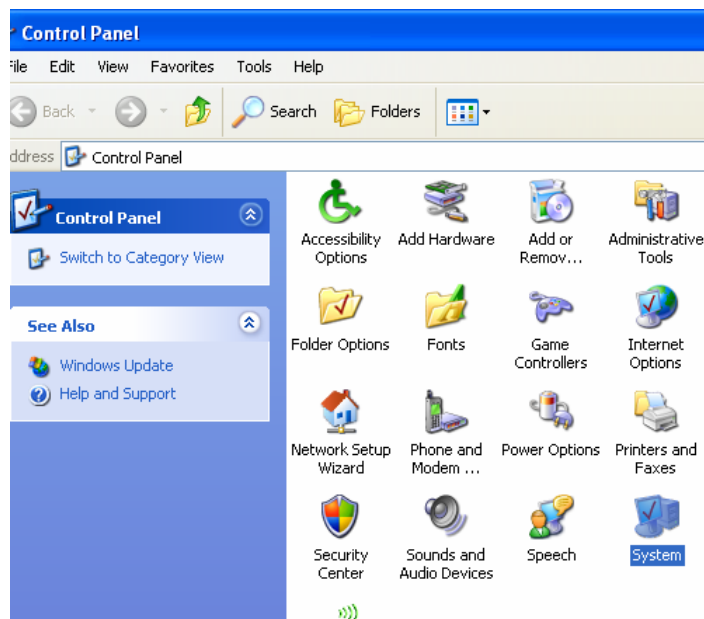 Control Panel
File Edit View Favorites Tools Help
Back Search Folders
Address Control Panel
Control Panel
Switch to Category View
See Also
Windows Update
Help and Support
Accessibility Options
Add Hardware
Add or Remov...
Administrative Tools
Folder Options
Fonts
Game Controllers
Internet Options
Network Setup Wizard
Phone and Modem ...
Power Options
Printers and Faxes
Security Center
Sounds and Audio Devices
Speech
System